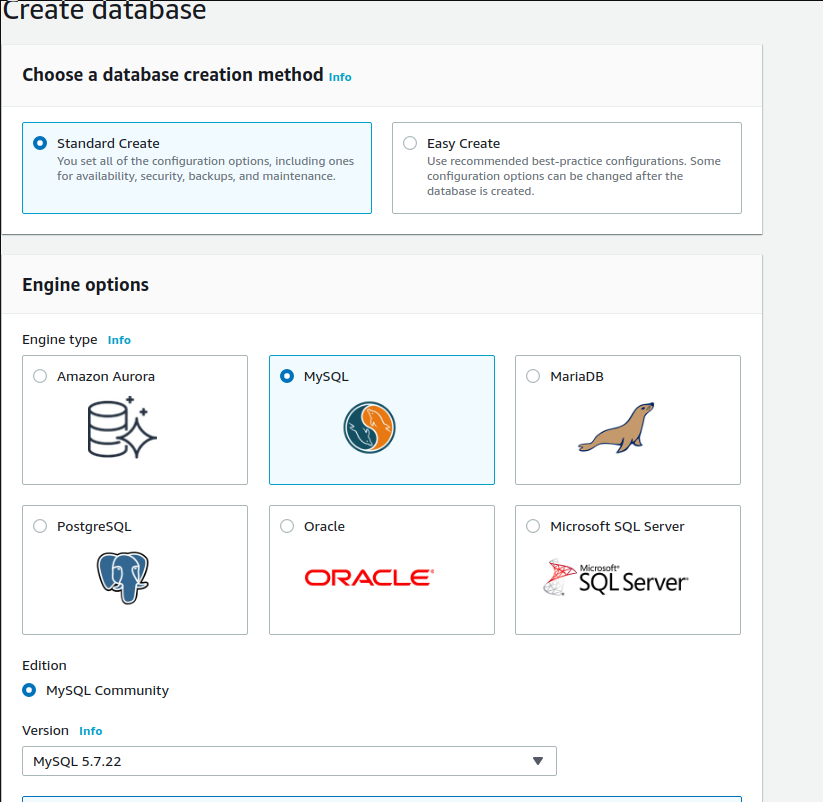 Create database
Choose a database creation method Info
Standard Create
You set all of the configuration options, including ones
for availability, security, backups, and maintenance.
Easy Create
Use recommended best-practice configurations. Some
configuration options can be changed after the
database is created.
Engine options
Engine type Info
Amazon Aurora
MySQL
MariaDB
PostgreSQL
Oracle
ORACLE®
Microsoft SQL Server
Microsoft®
SQL Server®
Edition
MySQL Community
Version Info
MySQL 5.7.22